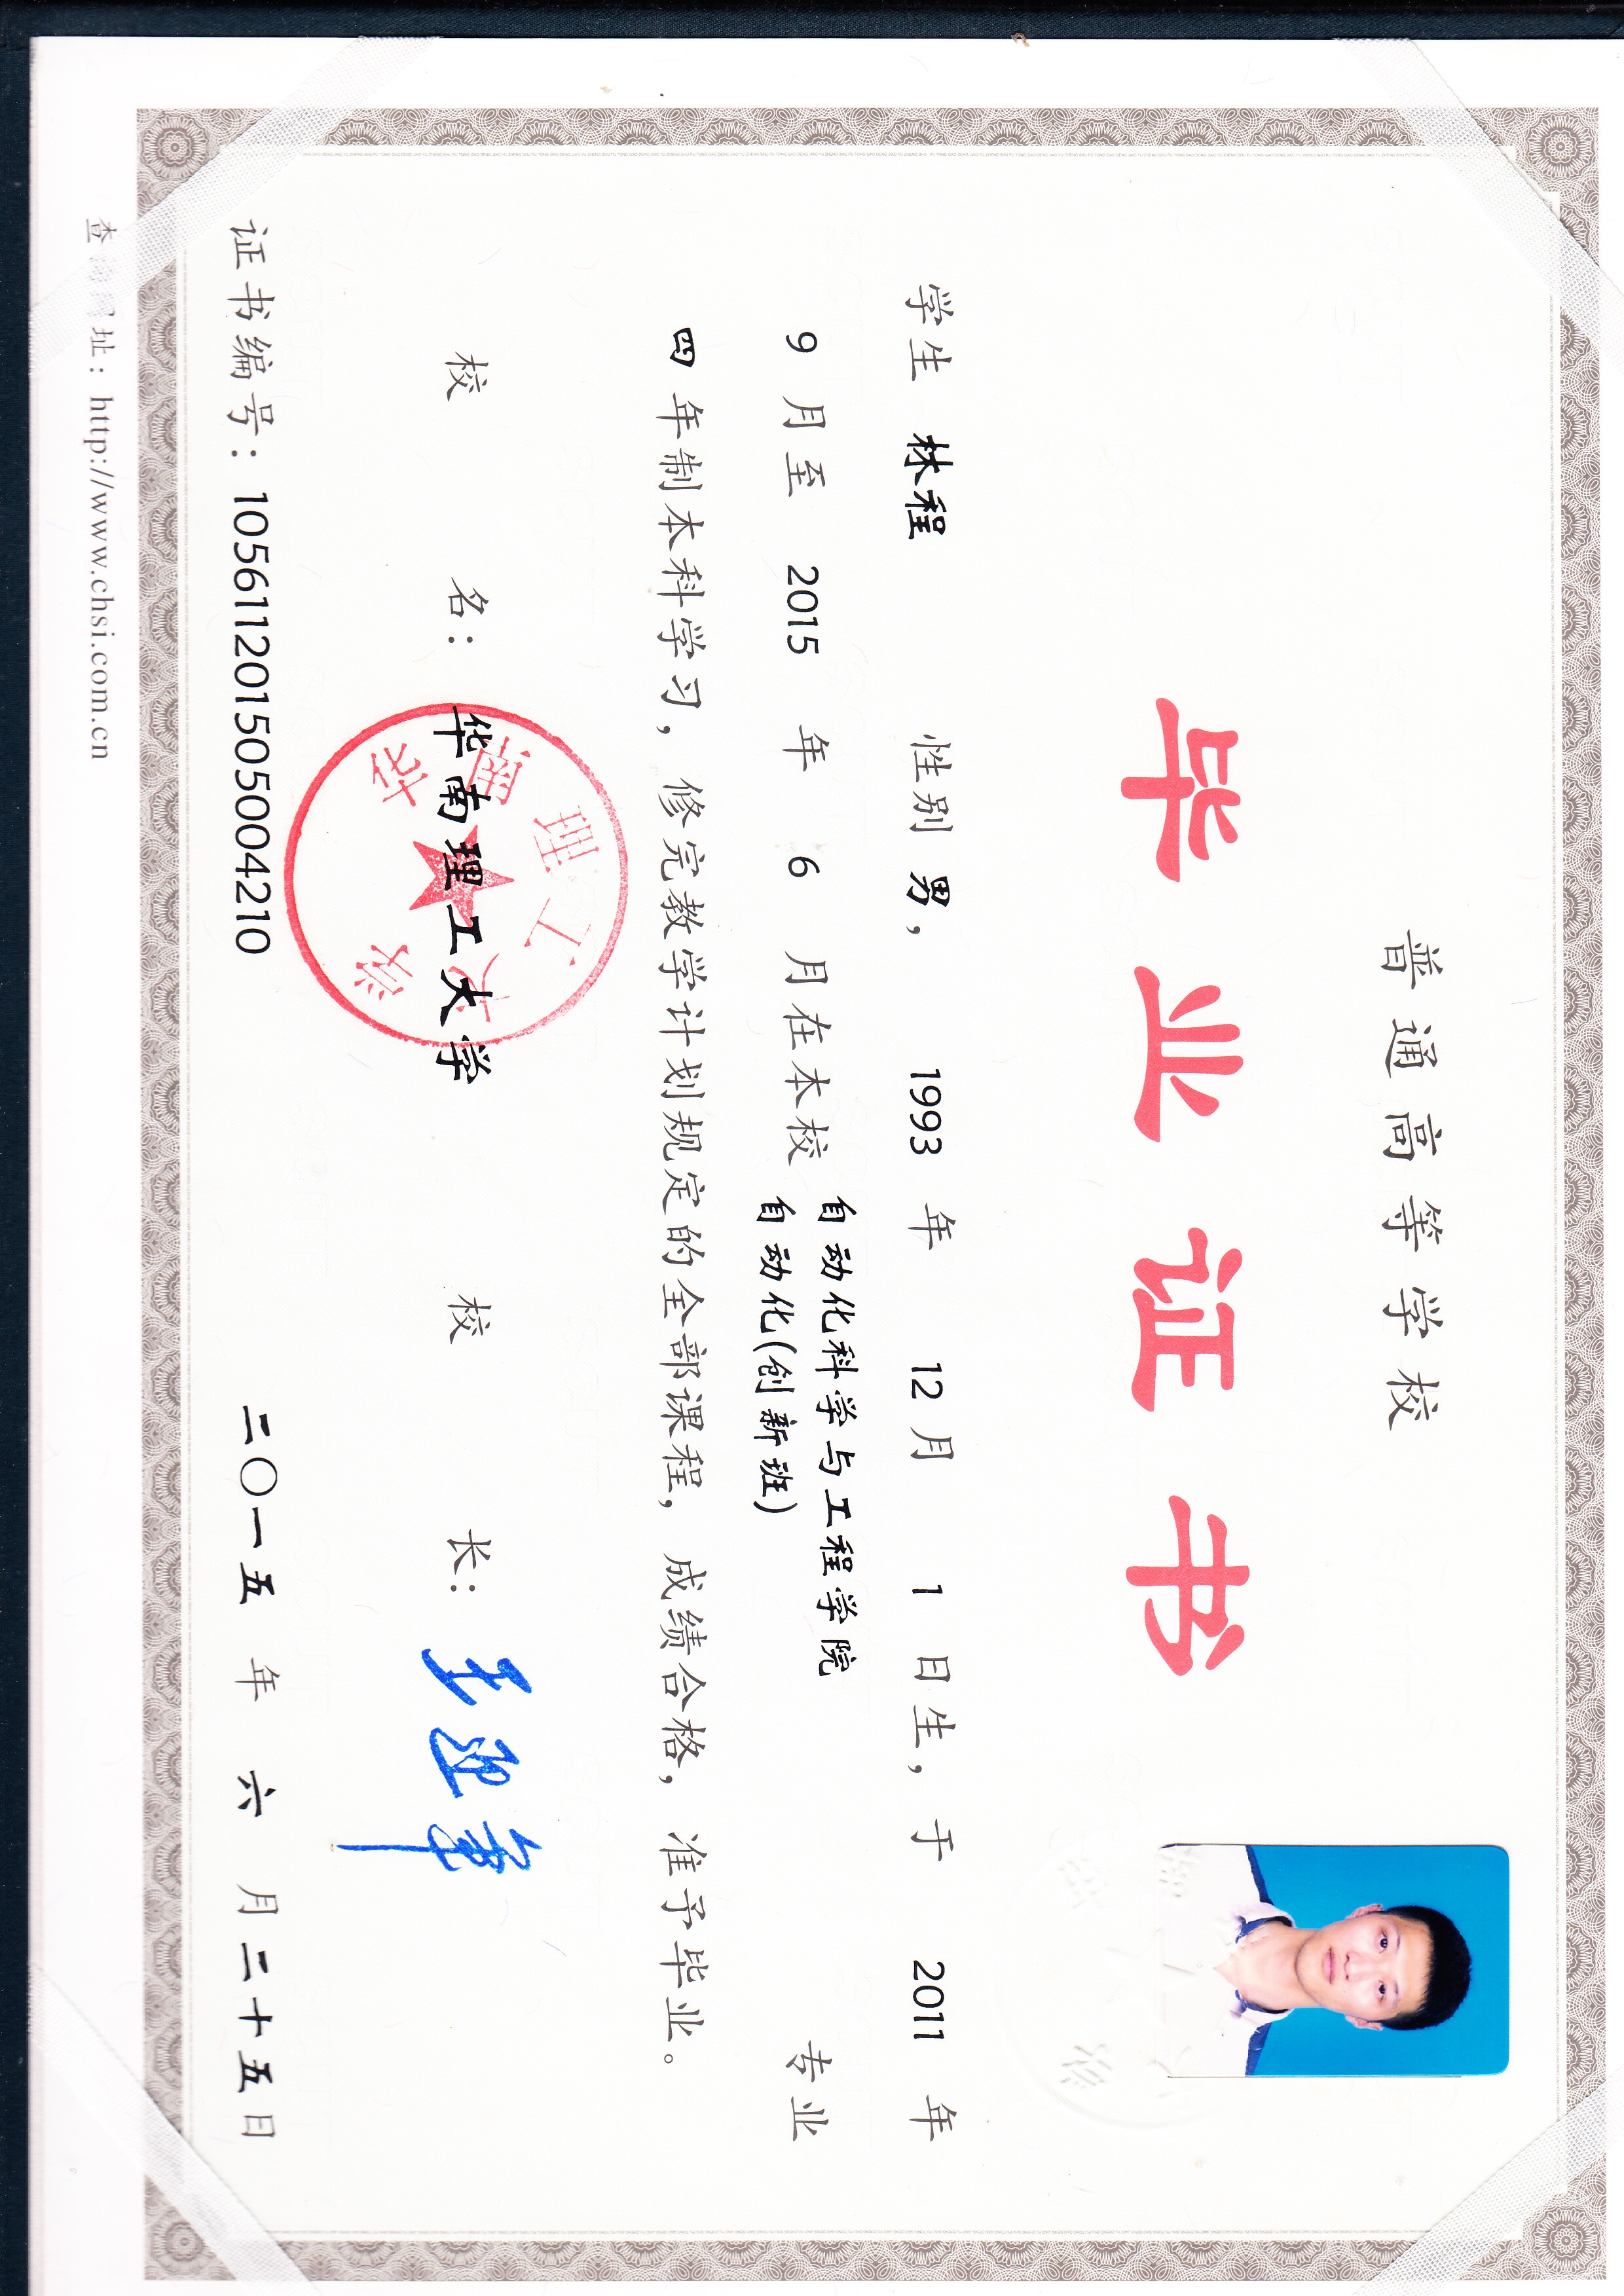 普通高等学校
毕业证书
学生 林程 性别 男， 1993 年 12 月 1 日生，于 2011 年
9 月至 2015 年 6 月在本校 自动化科学与工程学院 专业
自动化(创新班)
四 年制本科学习，修完教学计划规定的全部课程，成绩合格，准予毕业。
校 名： 华南理工大学 校 长： 王迎军
华南理工大学
证书编号：105611201505004210 二〇一五 年 六 月 二十五 日
查询网址：http://www.chsi.com.cn